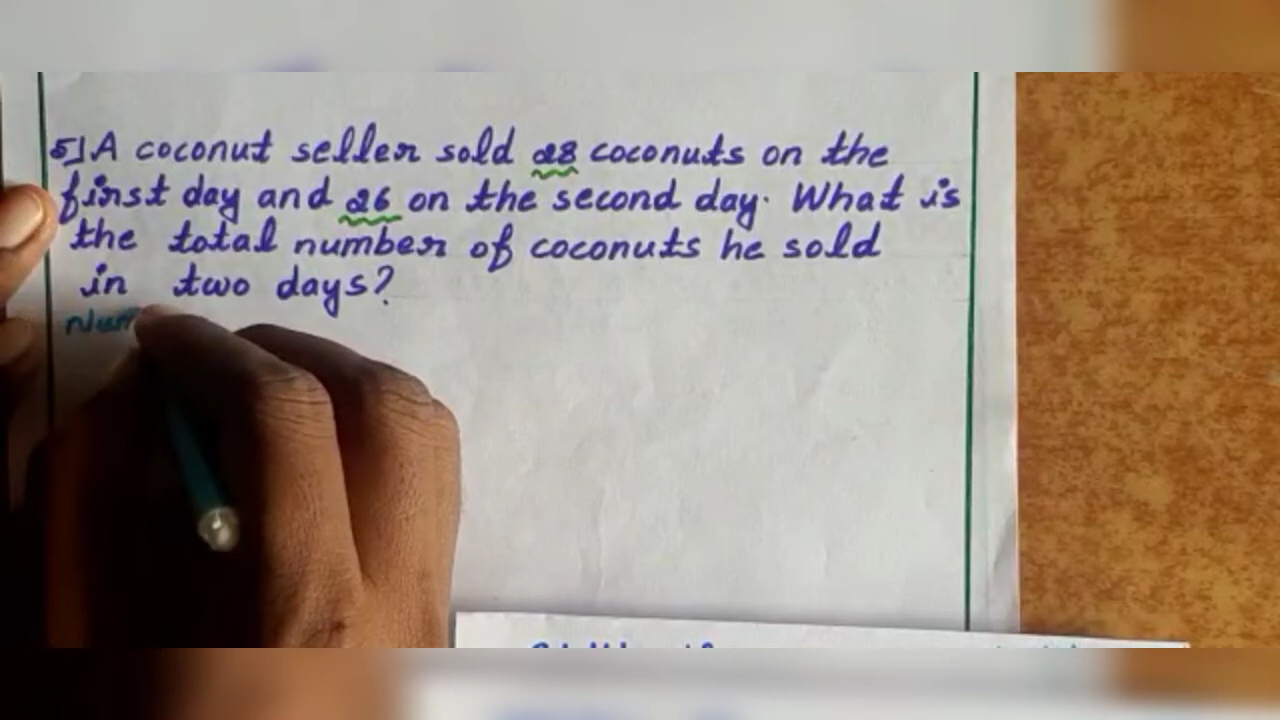 5] A coconut seller sold 28 coconuts on the
first day and 26 on the second day. What is
the total number of coconuts he sold
in two days?
Num